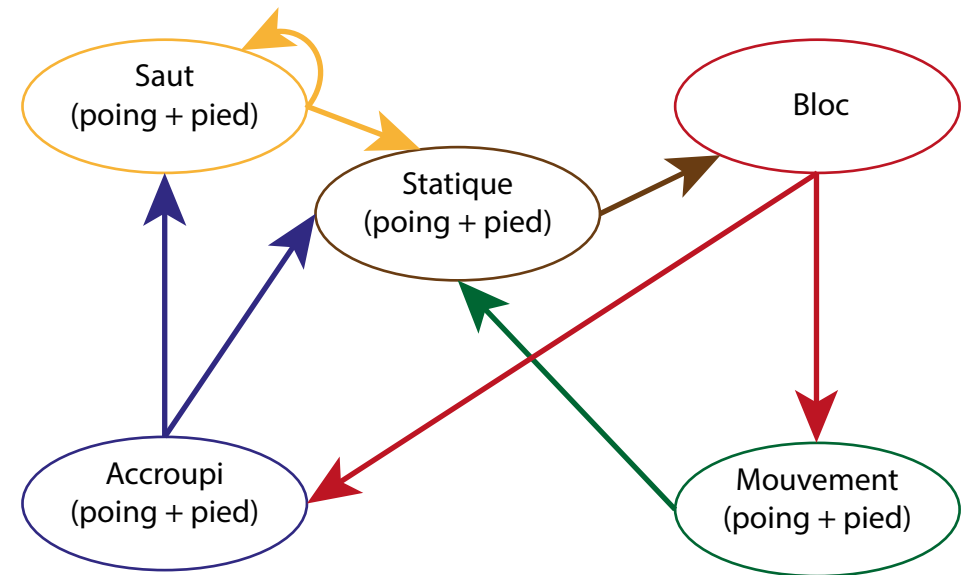 Saut
(poing + pied)
Bloc
Statique
(poing + pied)
Accroupi
(poing + pied)
Mouvement
(poing + pied)